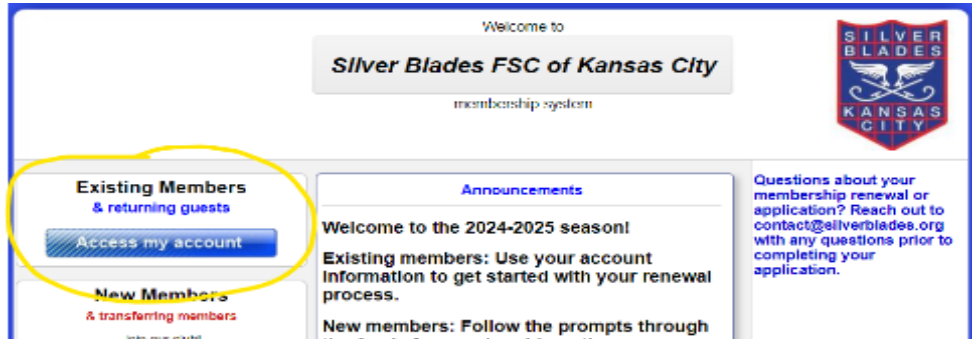 Welcome to
Silver Blades FSC of Kansas City
membership system
SILVER
BLADES
KANSAS
CITY
Existing Members
& returning guests
Access my account
New Members
& transferring members
Announcements
Welcome to the 2024-2025 season!
Existing members: Use your account
information to get started with your renewal
process.
New members: Follow the prompts through
Questions about your
membership renewal or
application? Reach out to
contact@silverblades.org
with any questions prior to
completing your
application.